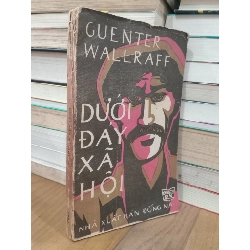 GUENTER
WALLRAFF
DƯỚI
ĐÁY
XÃ
HỘI
NHÀ XUẤT BẢN ĐỒNG NAI